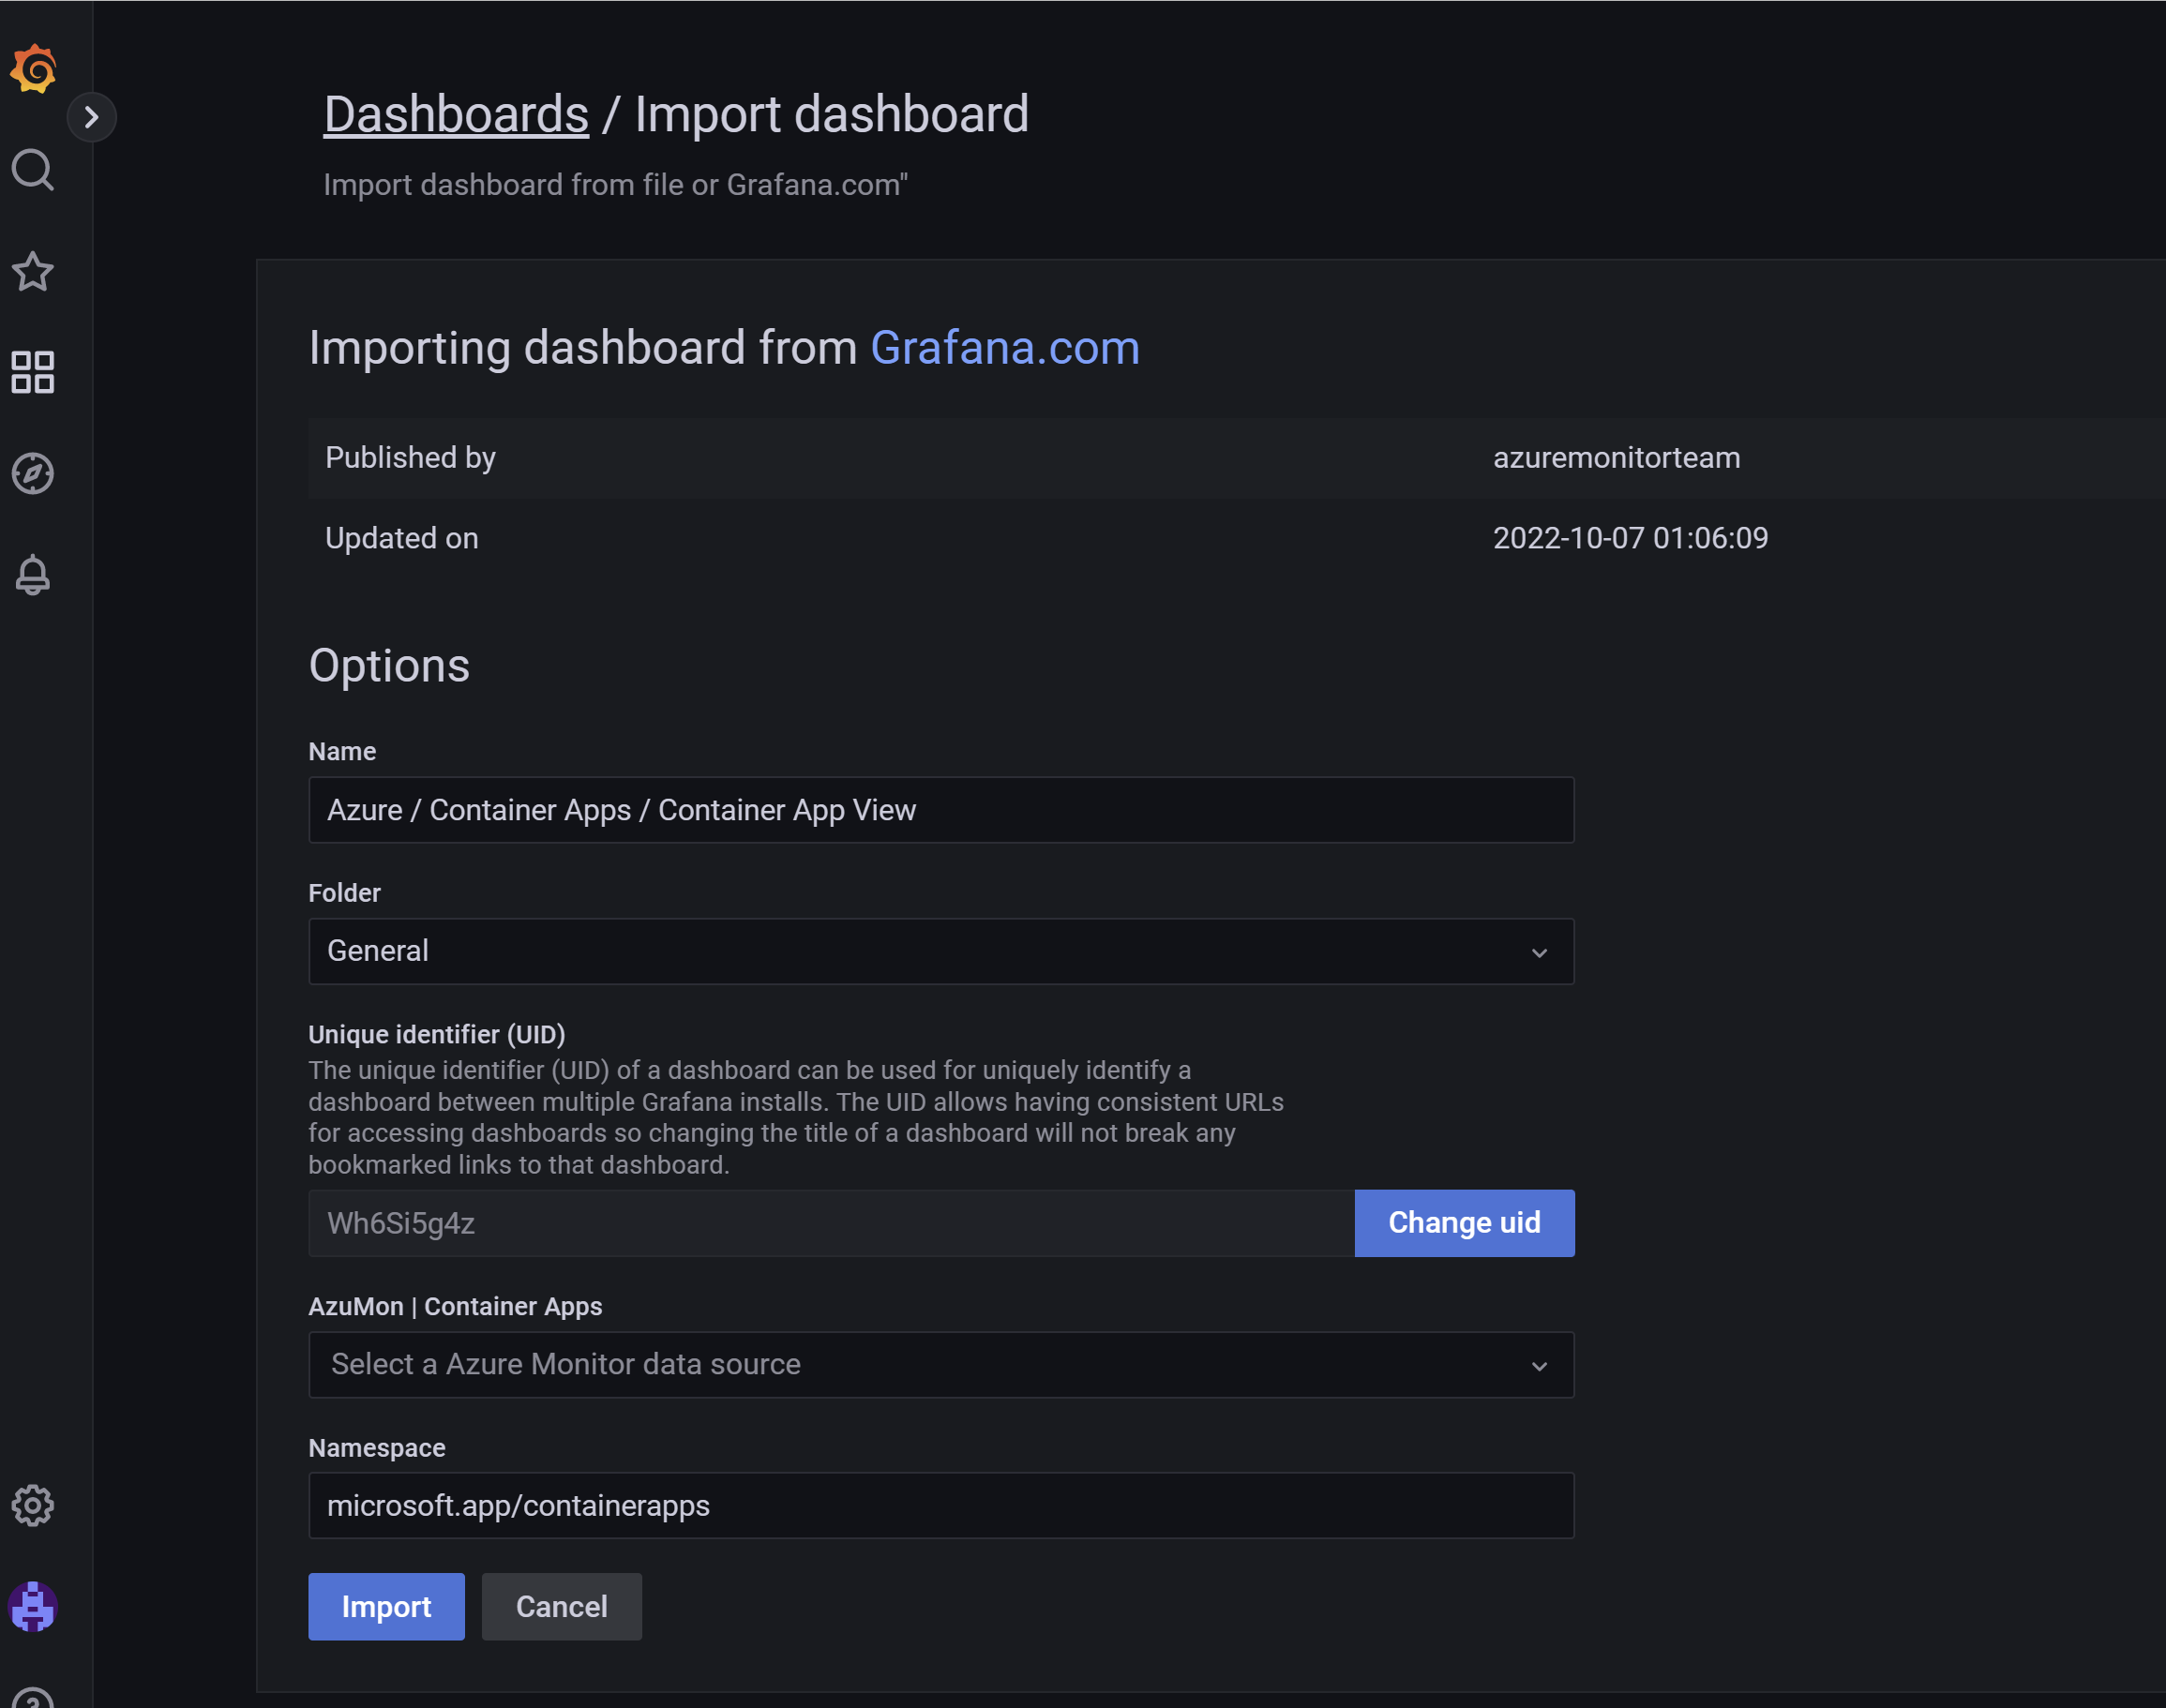 Dashboards / Import dashboard
Import dashboard from file or Grafana.com"
Importing dashboard from Grafana.com
Published by azuremonitorteam
Updated on 2022-10-07 01:06:09
Options
Name
Azure / Container Apps / Container App View
Folder
General
Unique identifier (UID)
The unique identifier (UID) of a dashboard can be used for uniquely identify a
dashboard between multiple Grafana installs. The UID allows having consistent URLs
for accessing dashboards so changing the title of a dashboard will not break any
bookmarked links to that dashboard.
Wh6Si5g4z Change uid
AzuMon | Container Apps
Select a Azure Monitor data source
Namespace
microsoft.app/containerapps
Import Cancel